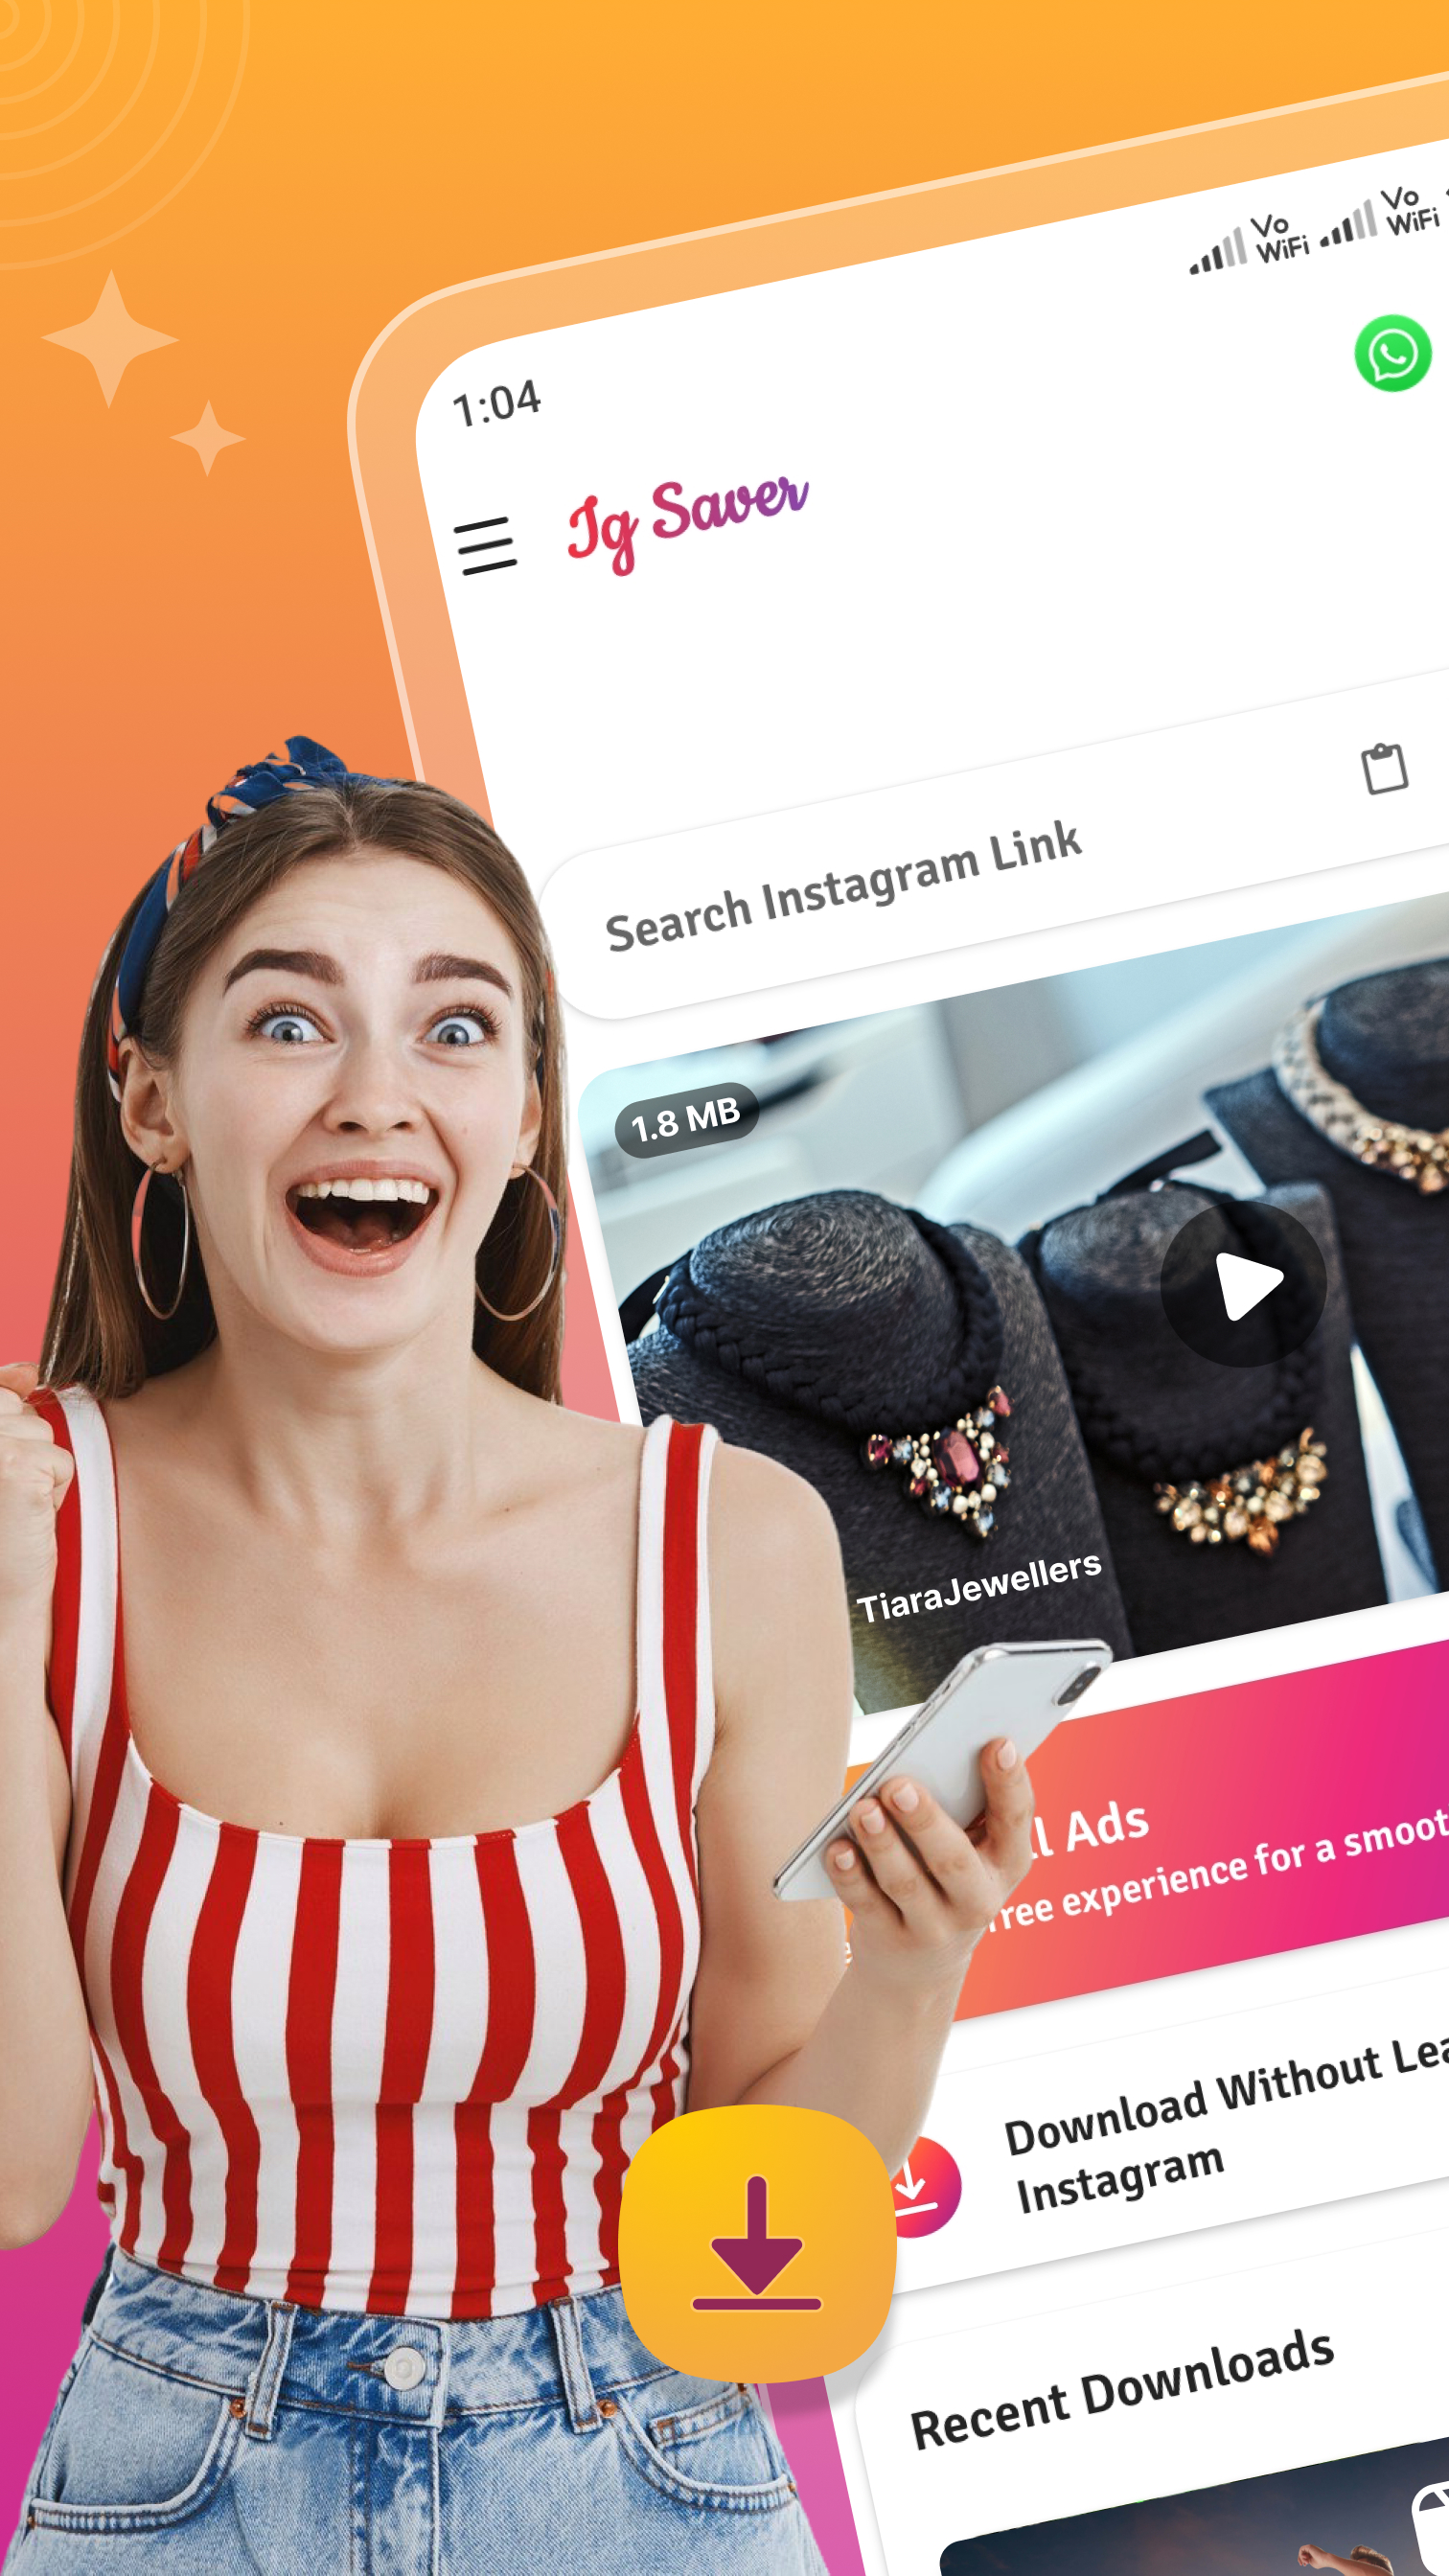 Vo
WiFi
Vo
WiFi
1:04
Ig Saver
Search Instagram Link
1.8 MB
TiaraJewellers
Ads
experience for a
Download Without
Instagram
Recent Downloads